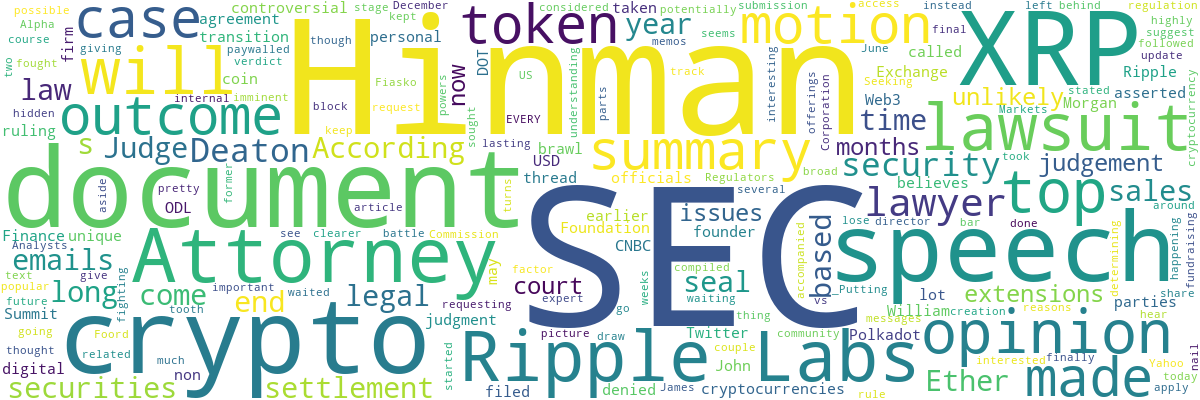 possible
stage
December
considered
taken
potentially
access
left behind
Alpha
case
agreement
controversial
kept
token
year
submission
motion
instead
regulation
course
firm
transition
personal
memos
seems
final
XRP
highly
suggest
two
will
giving
paywalled
though
called
June
followed
update
fought
verdict
Fiasko
now
DOT
US
understanding
interesting
track
Seeking
Exchange
stated
Ripple
law
internal
coin
powers
Hinman
offerings
Web3
asserted
Morgan
hidden
imminent
block
request
sought
EVERY
parts
Corporation
unlikely
Markets
cryptocurrency
ruling
outcome
keep
lasting
time
lawsuit
s
Judge
Deaton
According
brawl
summary
months
took
document
aside
pretty
former
USD
thread
officials
Regulators
broad
security
judgement
ODL
article
turns
SEC
several
believes
top
sales
Finance
unique
see
clearer
battle
Commission
earlier
Foundation
issues
founder
lawyer
lose
director
bar
done
around
Analysts
Attorney
may
CNBC
based
speech
happening
fundraising
emails
give
factor
court
compiled
seal
accompanied
determining
text
popular
long
important
waited
legal
expert
requesting
go
weeks
waiting
_Putting
vs
lot
extensions
share
future
Summit
fighting
come
end
tooth
judgment
picture
draw
thing
Twitter
community
William
creation
parties
going
Foord
messages
reasons
hear
thought
related
crypto
started
Ripple Labs
Polkadot
opinion
interested
finally
Yahoo
digital
much
non
couple
John
Ether
made
today
nail
securities
settlement
filed
denied
James
cryptocurrencies
rule
apply